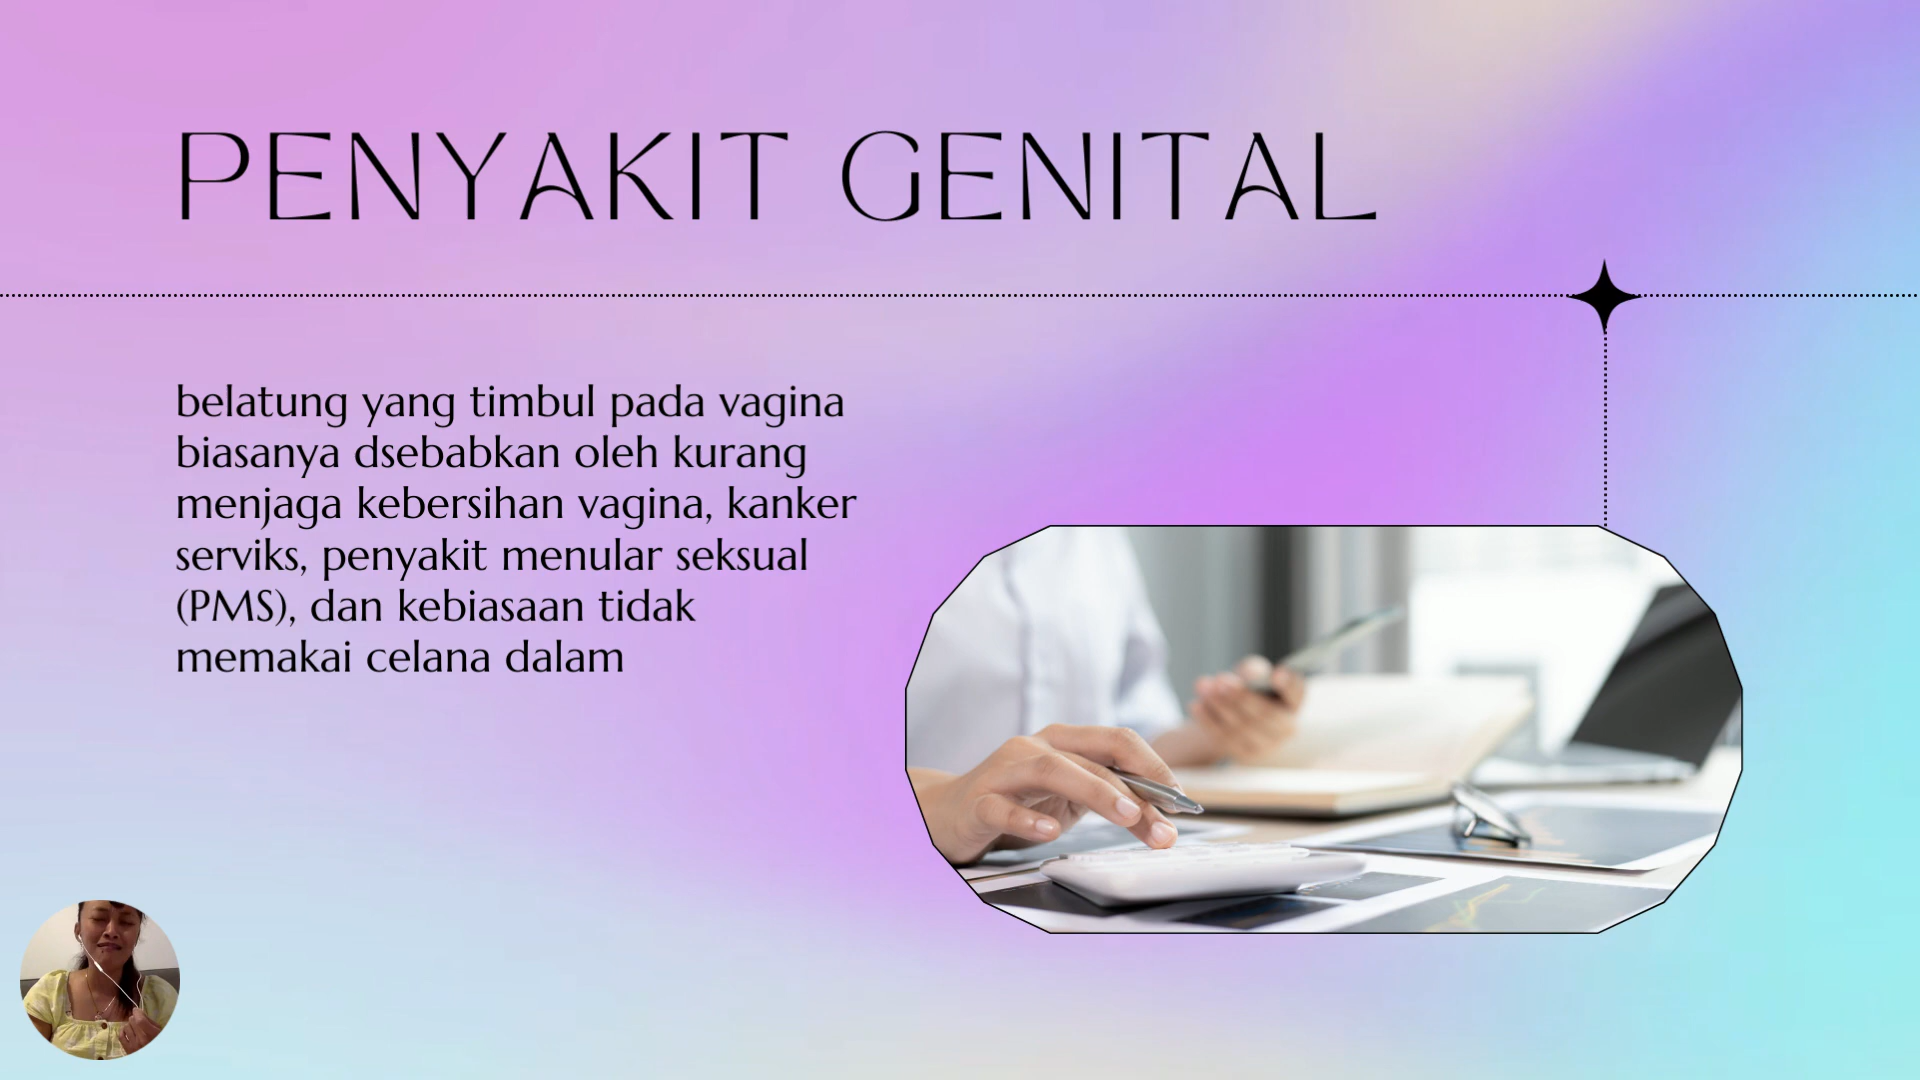 PENYAKIT GENITAL
belatung yang timbul pada vagina
biasanya dsebabkan oleh kurang
menjaga kebersihan vagina, kanker
serviks, penyakit menular seksual
(PMS), dan kebiasaan tidak
memakai celana dalam